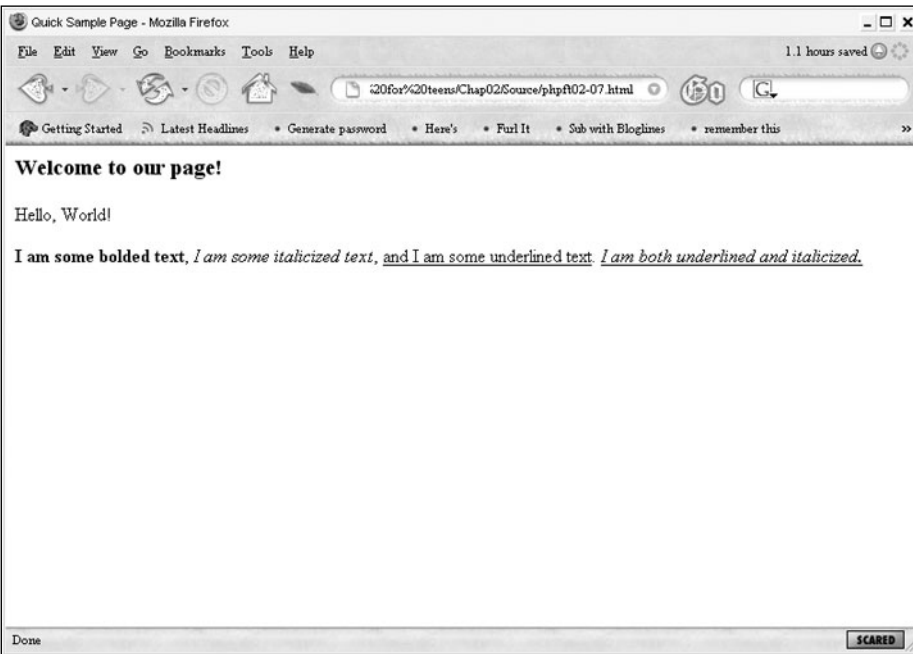 Quick Sample Page - Mozilla Firefox
File Edit View Go Bookmarks Tools Help 1.1 hours saved
%20for%20teens/Chap02/Source/phpft02-07.html Go G
Getting Started Latest Headlines • Generate password • Here's • Furl It • Sub with Bloglines • remember this »
Welcome to our page!
Hello, World!
I am some bolded text, I am some italicized text, and I am some underlined text. I am both underlined and italicized.
Done SCARED